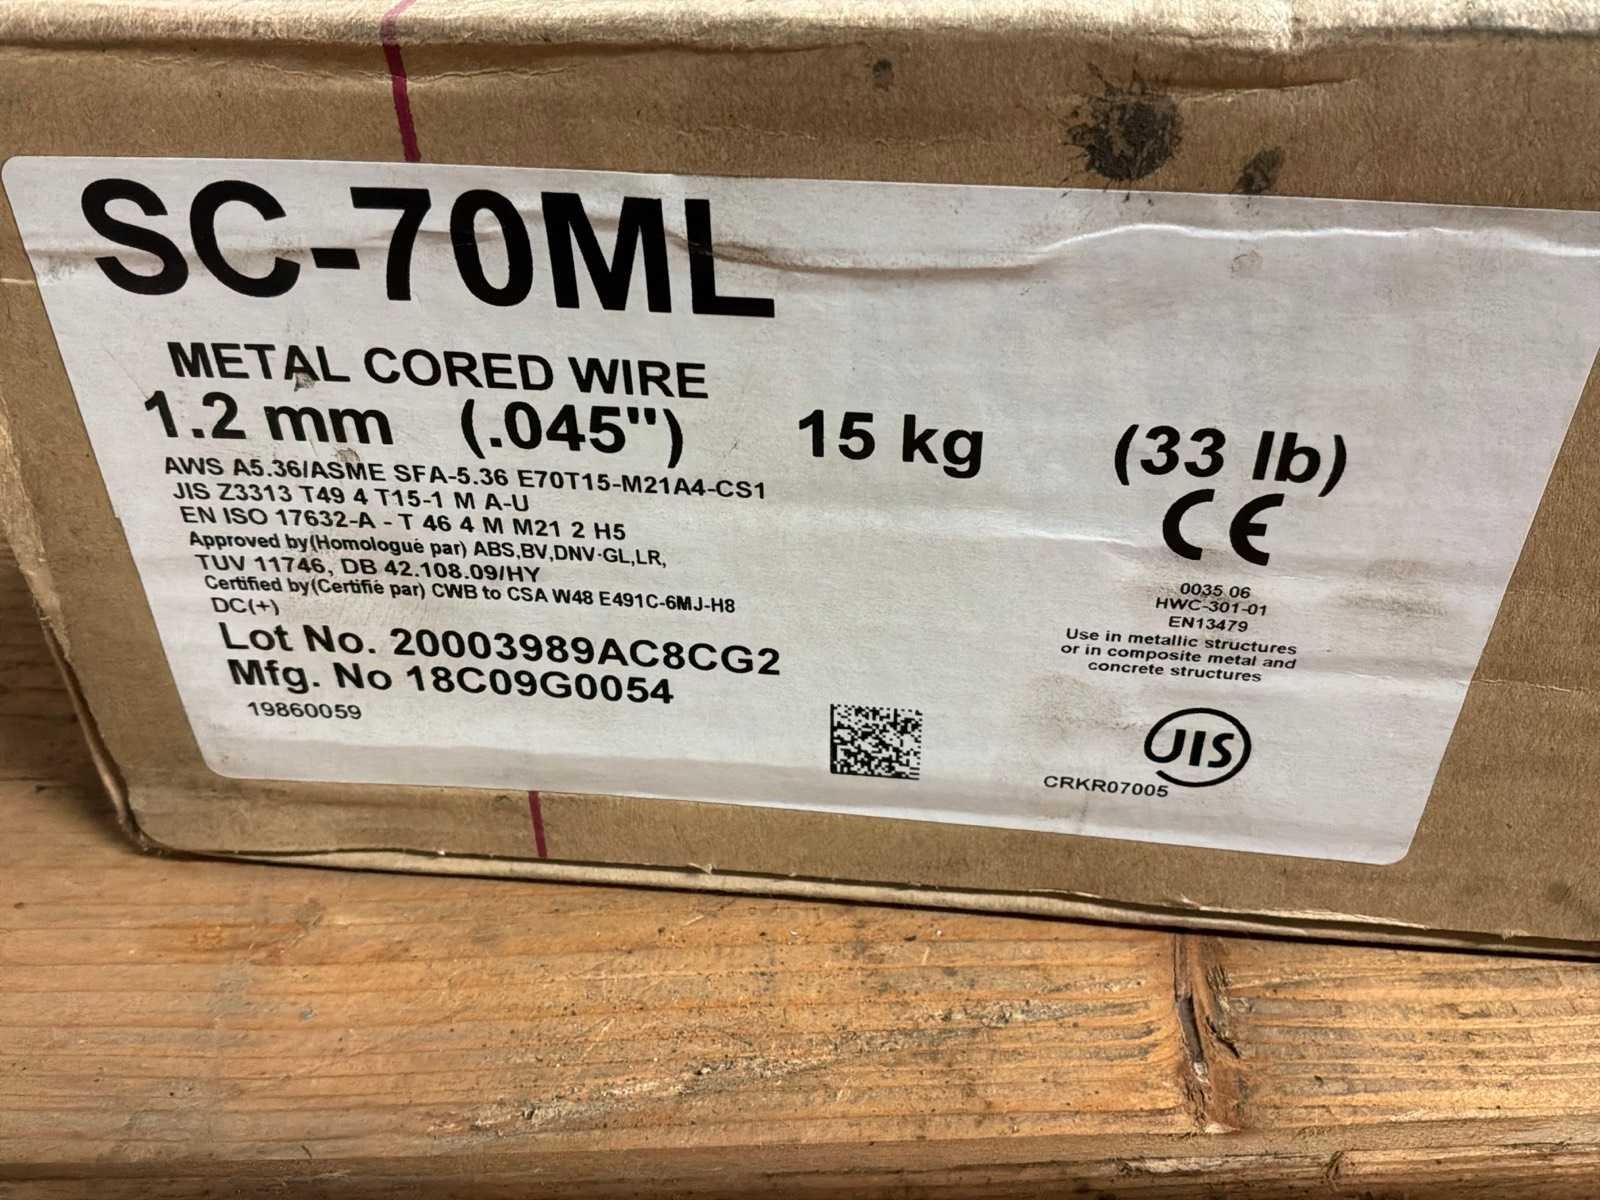 SC-70ML
METAL CORED WIRE
1.2 mm (.045") 15 kg (33 lb)
AWS A5.36/ASME SFA-5.36 E70T15-M21A4-CS1
JIS Z3313 T49 4 T15-1 M A-U
EN ISO 17632-A - T 46 4 M M21 2 H5
Approved by(Homologué par) ABS,BV,DNV·GL,LR,
TUV 11746, DB 42.108.09/HY
Certified by(Certifié par) CWB to CSA W48 E491C-6MJ-H8
DC(+)
Lot No. 20003989AC8CG2
Mfg. No 18C09G0054
19860059
CE
0035 06
HWC-301-01
EN13479
Use in metallic structures
or in composite metal and
concrete structures
JIS
CRKR07005